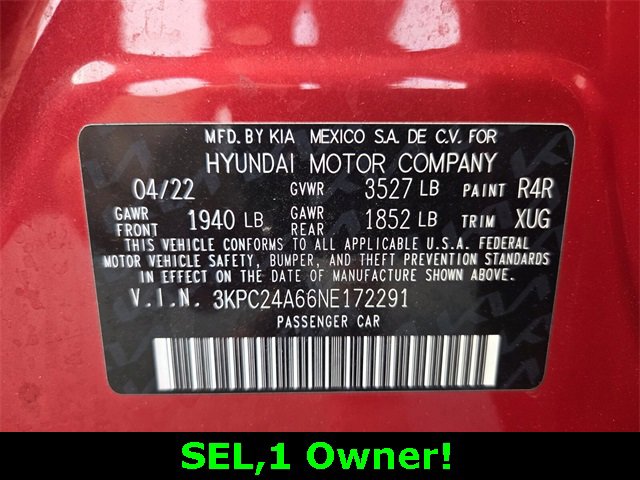 MFD. BY KIA MEXICO S.A. DE C.V. FOR
HYUNDAI MOTOR COMPANY
04/22 GVWR 3527 LB PAINT R4R
GAWR FRONT 1940 LB GAWR REAR 1852 LB TRIM XUG
THIS VEHICLE CONFORMS TO ALL APPLICABLE U.S.A. FEDERAL
MOTOR VEHICLE SAFETY, BUMPER, AND THEFT PREVENTION STANDARDS
IN EFFECT ON THE DATE OF MANUFACTURE SHOWN ABOVE.
V.I.N. 3KPC24A66NE172291
PASSENGER CAR
SEL,1 Owner!